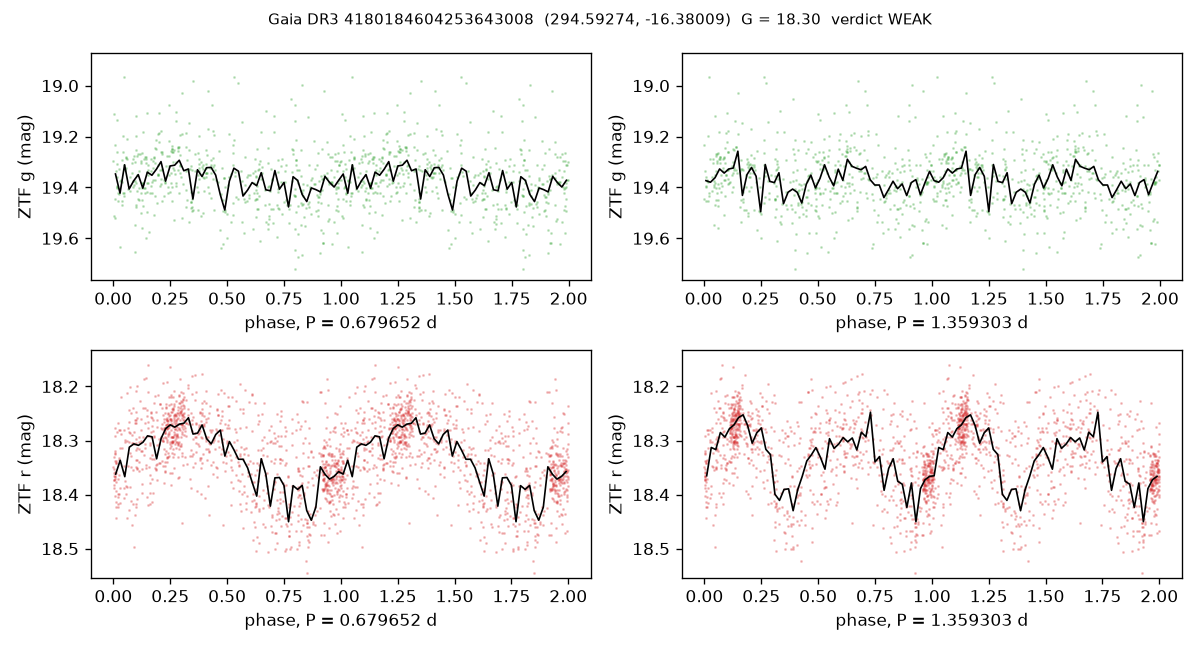 Gaia DR3 4180184604253643008 (294.59274, -16.38009) G = 18.30 verdict WEAK
ZTF g (mag)
19.0
19.2
19.4
19.6
0.00 0.25 0.50 0.75 1.00 1.25 1.50 1.75 2.00
phase, P = 0.679652 d
ZTF g (mag)
19.0
19.2
19.4
19.6
0.00 0.25 0.50 0.75 1.00 1.25 1.50 1.75 2.00
phase, P = 1.359303 d
ZTF r (mag)
18.2
18.3
18.4
18.5
0.00 0.25 0.50 0.75 1.00 1.25 1.50 1.75 2.00
phase, P = 0.679652 d
ZTF r (mag)
18.2
18.3
18.4
18.5
0.00 0.25 0.50 0.75 1.00 1.25 1.50 1.75 2.00
phase, P = 1.359303 d